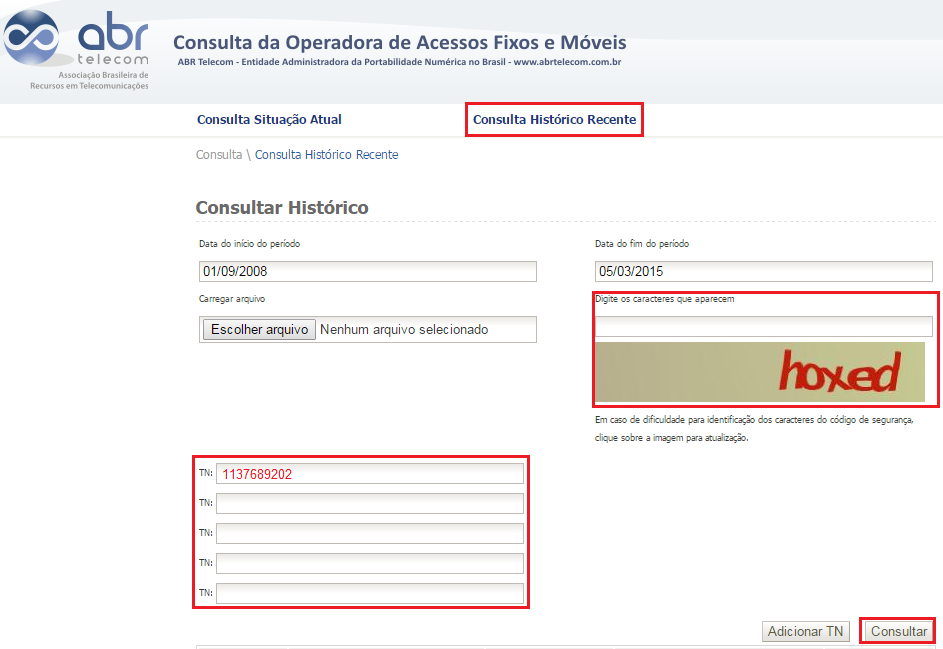 abr
telecom
Associação Brasileira de
Recursos em Telecomunicações
Consulta da Operadora de Acessos Fixos e Móveis
ABR Telecom - Entidade Administradora da Portabilidade Numérica no Brasil - www.abrtelecom.com.br
Consulta Situação Atual
Consulta Histórico Recente
Consulta \ Consulta Histórico Recente
Consultar Histórico
Data do início do período
Data do fim do período
01/09/2008
05/03/2015
Carregar arquivo
Digite os caracteres que aparecem
Escolher arquivo Nenhum arquivo selecionado
hoxed
Em caso de dificuldade para identificação dos caracteres do código de segurança,
clique sobre a imagem para atualização.
TN: 1137689202
TN:
TN:
TN:
TN:
Adicionar TN
Consultar